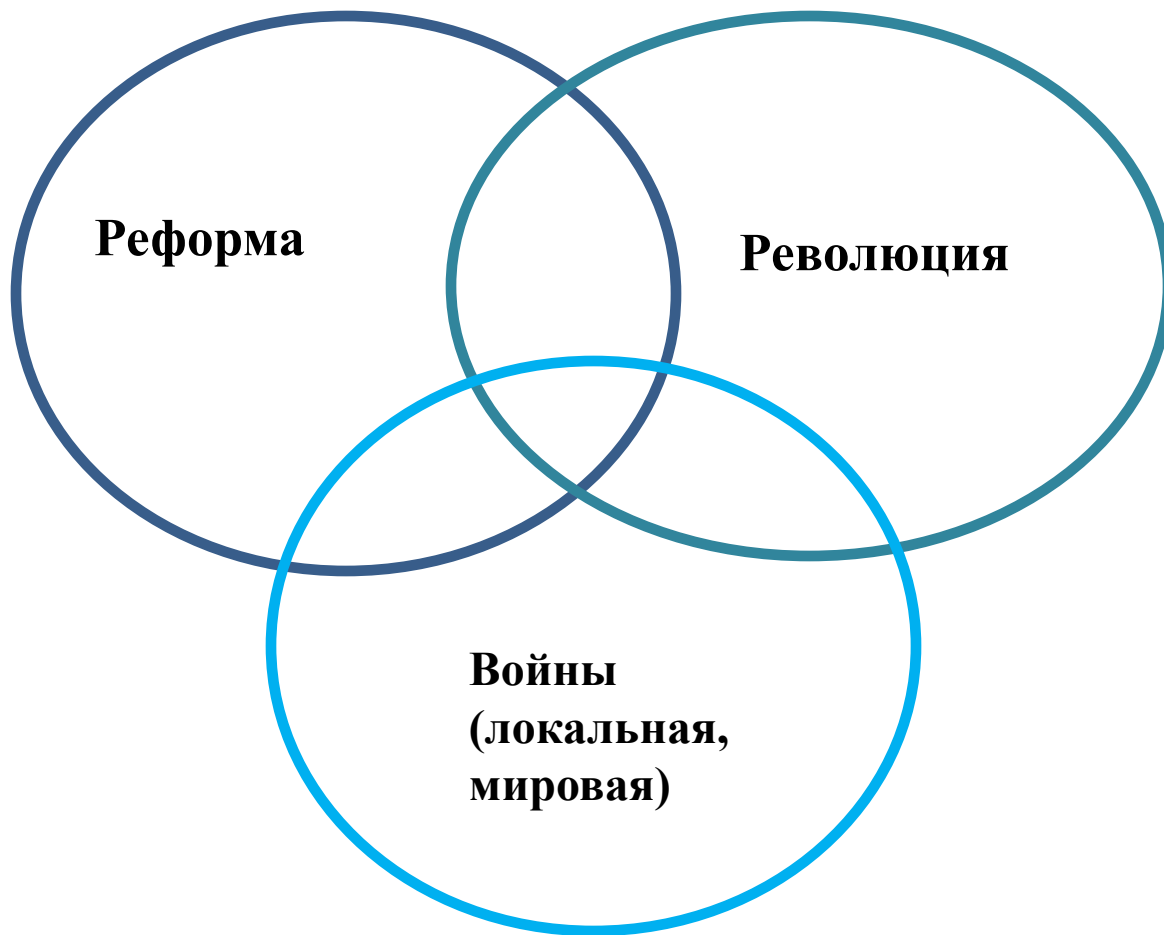 Реформа
Революция
Войны
(локальная,
мировая)